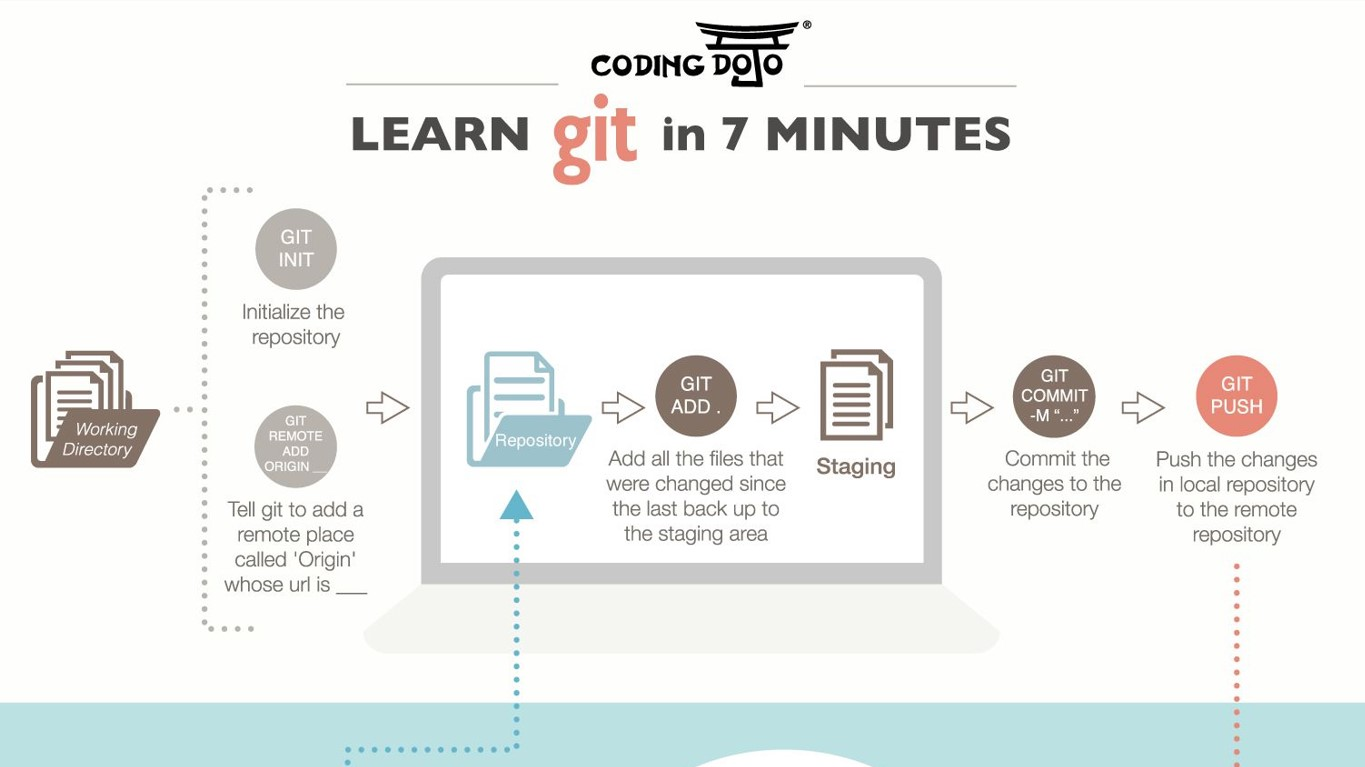 CODING DOJO®
LEARN git in 7 MINUTES
GIT
INIT
Initialize the
repository
Working
Directory
GIT
REMOTE
ADD
ORIGIN __
Tell git to add a
remote place
called 'Origin'
whose url is ___
Repository
GIT
ADD .
Add all the files that
were changed since
the last back up to
the staging area
Staging
GIT
COMMIT
-M “...”
Commit the
changes to the
repository
GIT
PUSH
Push the changes
in local repository
to the remote
repository